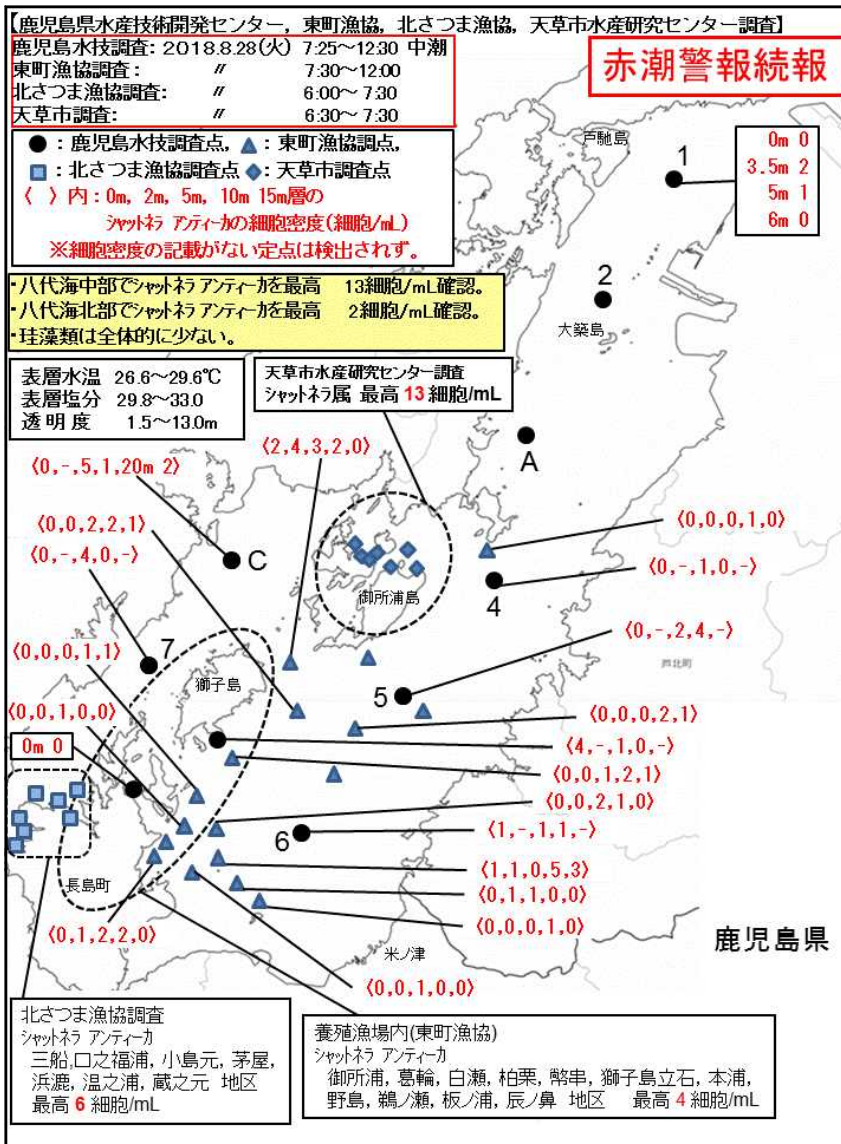 【鹿児島県水産技術開発センター, 東町漁協, 北さつま漁協, 天草市水産研究センター調査】
鹿児島水技調査: 2018.8.28(火) 7:25～12:30 中潮
東町漁協調査: 〃 7:30～12:00
北さつま漁協調査: 〃 6:00～ 7:30
天草市調査: 〃 6:30～ 7:30
赤潮警報続報
●：鹿児島水技調査点, ▲：東町漁協調点,
■：北さつま漁協調査点 ◆：天草市調査点
〈 〉内：0m, 2m, 5m, 10m 15m層の
シャットネラ アンティーカの細胞密度(細胞/mL)
※細胞密度の記載がない定点は検出されず。
・八代海中部でシャットネラ アンティーカを最高 13細胞/mL確認。
・八代海北部でシャットネラ アンティーカを最高 2細胞/mL確認。
・珪藻類は全体的に少ない。
表層水温 26.6～29.6℃
表層塩分 29.8～33.0
透明度 1.5～13.0m
天草市水産研究センター調査
シャットネラ属 最高 13 細胞/mL
戸馳島
1
0m 0
3.5m 2
5m 1
6m 0
2
大築島
A
〈2,4,3,2,0〉
〈0,-,5,1,20m 2〉
〈0,0,2,2,1〉
〈0,0,0,1,0〉
C
〈0,-,4,0,-〉
4
〈0,-,1,0,-〉
御所浦島
〈0,-,2,4,-〉
7
〈0,0,0,1,1〉
芦北町
獅子島
5
〈0,0,1,0,0〉
〈0,0,0,2,1〉
0m 0
〈4,-,1,0,-〉
〈0,0,1,2,1〉
〈0,0,2,1,0〉
6
〈1,-,1,1,-〉
〈1,1,0,5,3〉
長島町
〈0,1,1,0,0〉
〈0,1,2,2,0〉
〈0,0,0,1,0〉
鹿児島県
米ノ津
〈0,0,1,0,0〉
北さつま漁協調査
シャットネラ アンティーカ
三船,口之福浦, 小島元, 茅屋,
浜漉, 温之浦, 蔵之元 地区
最高 6 細胞/mL
養殖漁場内(東町漁協)
シャットネラ アンティーカ
御所浦, 葛輪, 白瀬, 柏栗, 幣串, 獅子島立石, 本浦,
野島, 鵜ノ瀬, 板ノ浦, 辰ノ鼻 地区 最高 4 細胞/mL